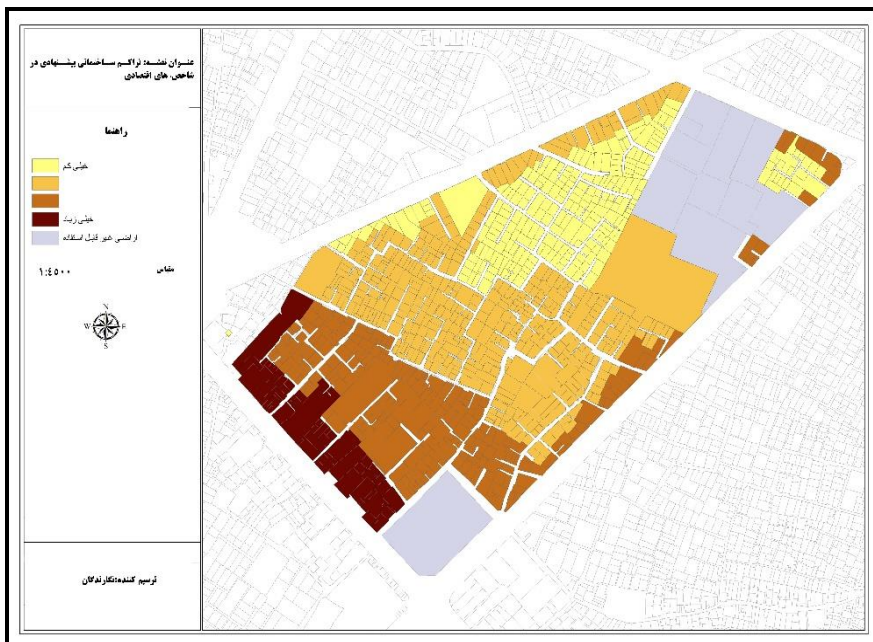 عنوان نقشه: تراکم ساختمانی پیشنهادی در
شاخص های اقتصادی
راهنما
خیلی کم
خیلی زیاد
اراضی غیر قابل استفاده
مقیاس
۱:٤٥٠٠
N
W E
S
ترسیم کننده:نگارندگان